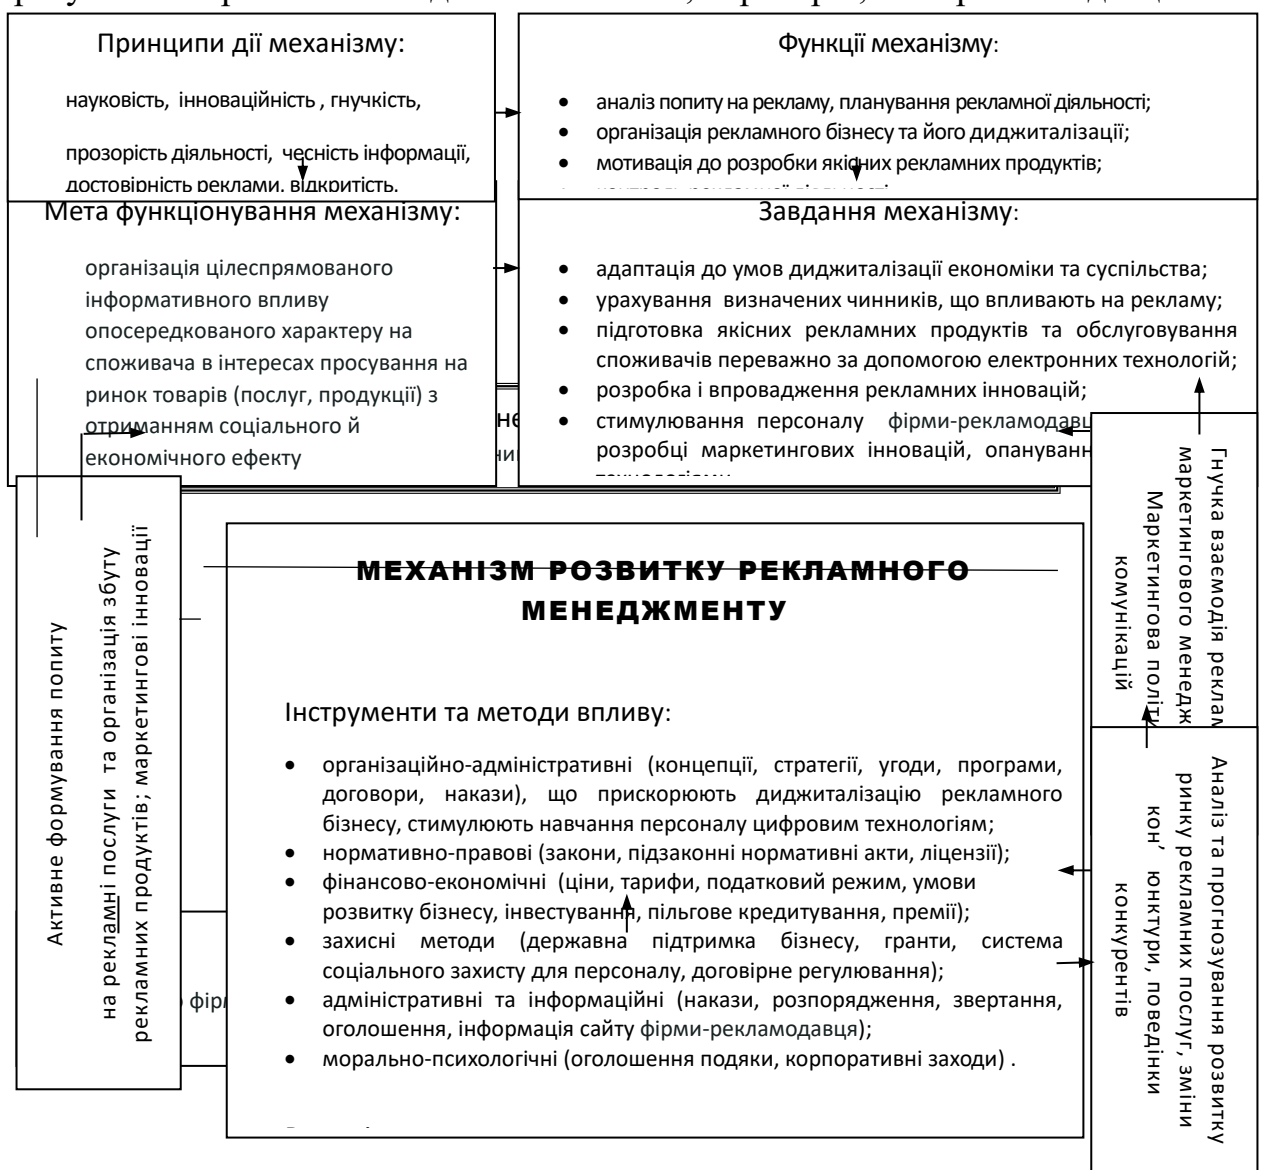 Принципи дії механізму:
науковість, інноваційність , гнучкість,
прозорість діяльності, чесність інформації,
достовірність реклами, відкритість.
Функції механізму:
• аналіз попиту на рекламу, планування рекламної діяльності;
• організація рекламного бізнесу та його диджиталізації;
• мотивація до розробки якісних рекламних продуктів;
Мета функціонування механізму:
організація цілеспрямованого
інформативного впливу
опосередкованого характеру на
споживача в інтересах просування на
ринок товарів (послуг, продукції) з
отриманням соціального й
економічного ефекту
Завдання механізму:
• адаптація до умов диджиталізації економіки та суспільства;
• урахування визначених чинників, що впливають на рекламу;
• підготовка якісних рекламних продуктів та обслуговування
споживачів переважно за допомогою електронних технологій;
• розробка і впровадження рекламних інновацій;
• стимулювання персоналу фірми-рекламодавц
розробці маркетингових інновацій, опануванн
Активне формування попиту
на рекламні послуги та організація збуту
рекламних продуктів; маркетингові інновації
фір
МЕХАНІЗМ РОЗВИТКУ РЕКЛАМНОГО
МЕНЕДЖМЕНТУ
Інструменти та методи впливу:
• організаційно-адміністративні (концепції, стратегії, угоди, програми,
договори, накази), що прискорюють диджиталізацію рекламного
бізнесу, стимулюють навчання персоналу цифровим технологіям;
• нормативно-правові (закони, підзаконні нормативні акти, ліцензії);
• фінансово-економічні (ціни, тарифи, податковий режим, умови
розвитку бізнесу, інвестування, пільгове кредитування, премії);
• захисні методи (державна підтримка бізнесу, гранти, система
соціального захисту для персоналу, договірне регулювання);
• адміністративні та інформаційні (накази, розпорядження, звертання,
оголошення, інформація сайту фірми-рекламодавця);
• морально-психологічні (оголошення подяки, корпоративні заходи) .
Гнучка взаємодія реклам
маркетингового менедж
Маркетингова політ
комунікацій
Аналіз та прогнозування розвитку
ринку рекламних послуг, зміни
кон’ юнктури, поведінки
конкурентів